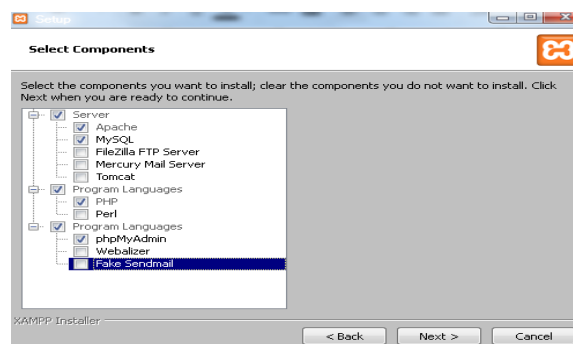 Setup
Select Components
Select the components you want to install; clear the components you do not want to install. Click
Next when you are ready to continue.
Server
Apache
MySQL
FileZilla FTP Server
Mercury Mail Server
Tomcat
Program Languages
PHP
Perl
Program Languages
phpMyAdmin
Webalizer
Fake Sendmail
XAMPP Installer
< Back Next > Cancel